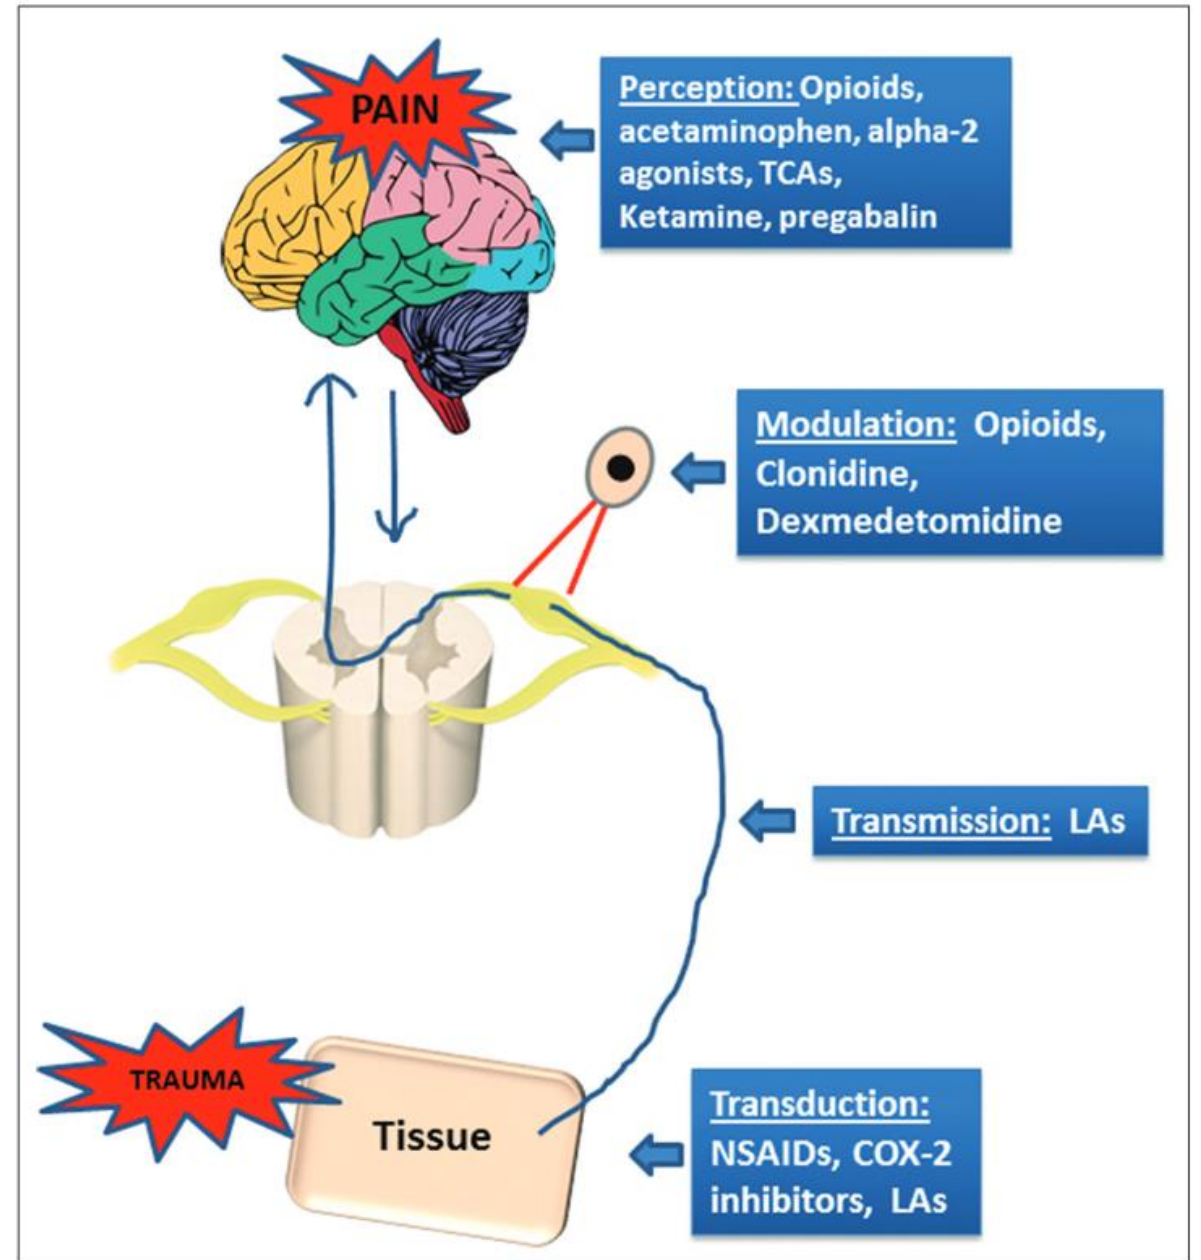 PAIN
Perception: Opioids,
acetaminophen, alpha-2
agonists, TCAs,
Ketamine, pregabalin
Modulation: Opioids,
Clonidine,
Dexmedetomidine
Transmission: LAs
TRAUMA
Tissue
Transduction:
NSAIDs, COX-2
inhibitors, LAs